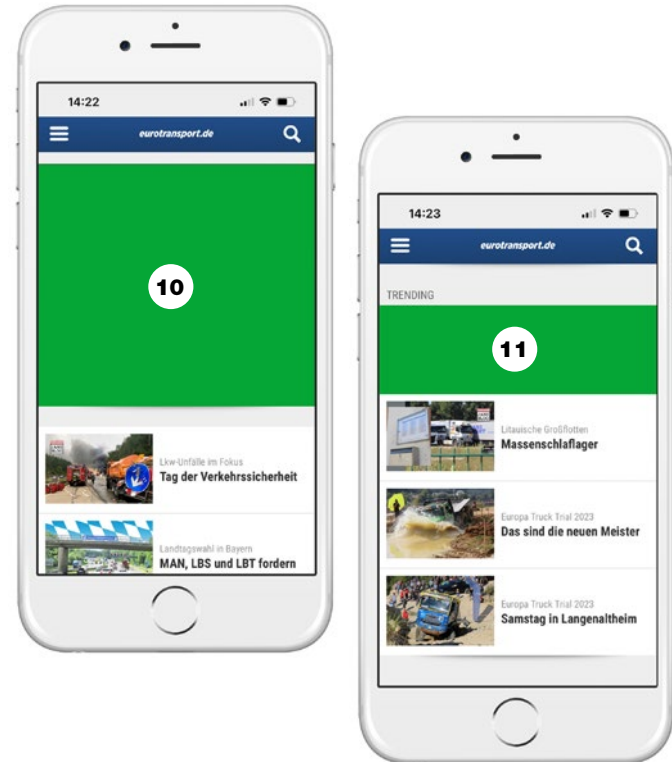 14:22
eurotransport.de
10
Lkw-Unfälle im Fokus
Tag der Verkehrssicherheit
Landtagswahl in Bayern
MAN, LBS und LBT fordern
14:23
eurotransport.de
TRENDING
11
Litauische Großflotten
Massenschlaflager
Europa Truck Trial 2023
Das sind die neuen Meister
Europa Truck Trial 2023
Samstag in Langenaltheim